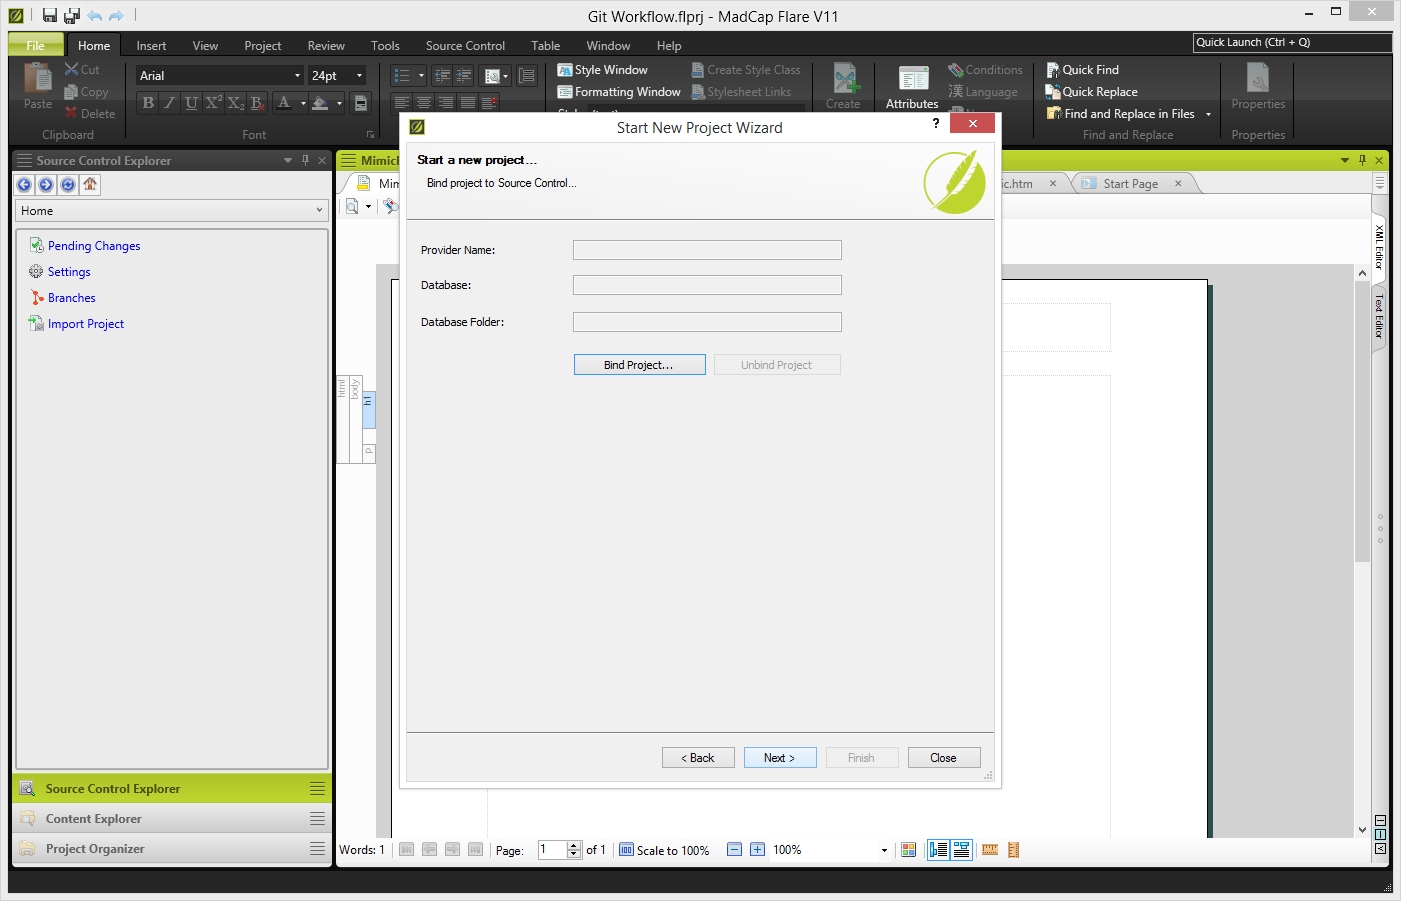 Git Workflow.flprj - MadCap Flare V11
File Home Insert View Project Review Tools Source Control Table Window Help
Quick Launch (Ctrl + Q)
Paste
Cut
Copy
Delete
Clipboard
Arial 24pt
B I U X² X₂ B A
Font
Style Window
Formatting Window
Create Style Class
Stylesheet Links
Create
Attributes
Conditions
Language
Quick Find
Quick Replace
Find and Replace in Files
Find and Replace
Properties
Properties
Source Control Explorer
Home
Pending Changes
Settings
Branches
Import Project
Source Control Explorer
Content Explorer
Project Organizer
MimicI
Mim
ic.htm
Start Page
XML Editor
Text Editor
html
body
h1
p
Start New Project Wizard
?
Start a new project...
Bind project to Source Control...
Provider Name:
Database:
Database Folder:
Bind Project...
Unbind Project
< Back
Next >
Finish
Close
Words: 1
Page: 1 of 1
Scale to 100%
100%